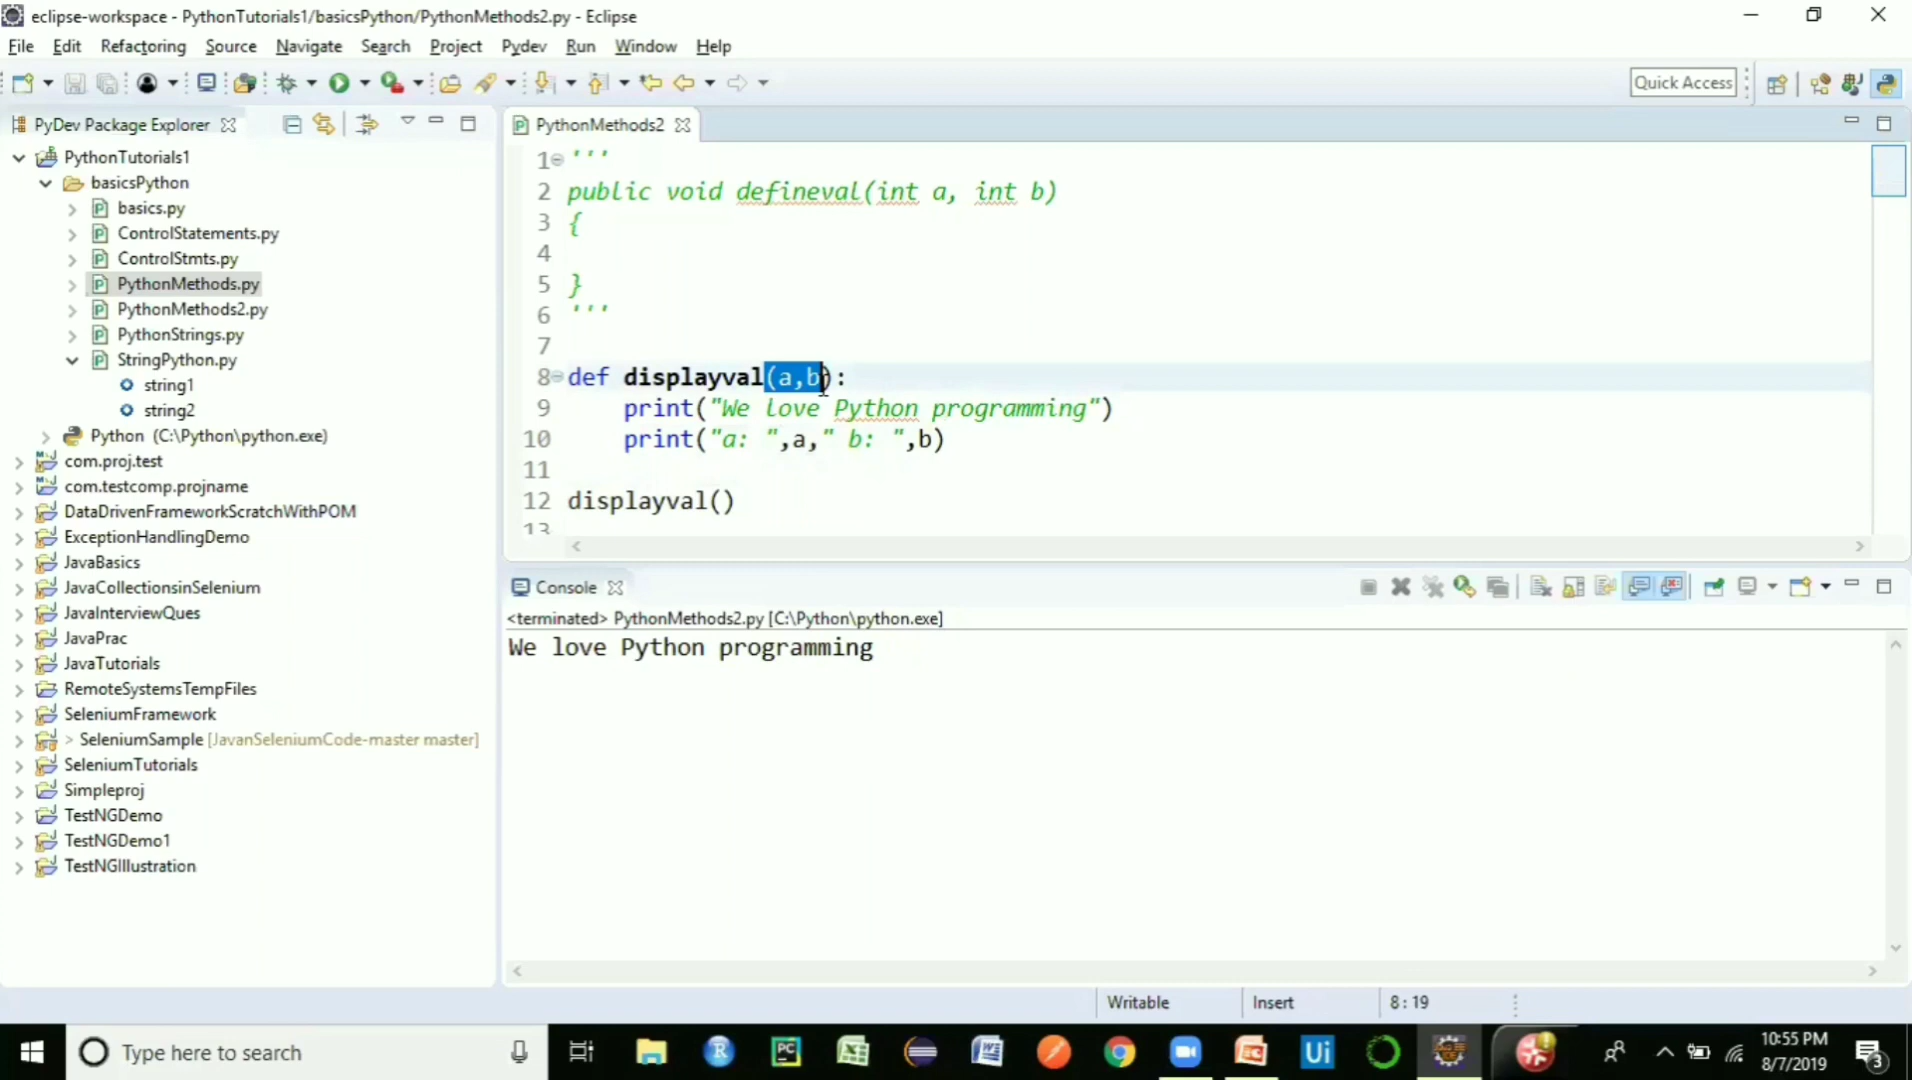 eclipse-workspace - PythonTutorials1/basicsPython/PythonMethods2.py - Eclipse
File Edit Refactoring Source Navigate Search Project Pydev Run Window Help
Quick Access
PyDev Package Explorer
PythonTutorials1
basicsPython
basics.py
ControlStatements.py
ControlStmts.py
PythonMethods.py
PythonMethods2.py
PythonStrings.py
StringPython.py
string1
string2
Python (C:\Python\python.exe)
com.proj.test
com.testcomp.projname
DataDrivenFrameworkScratchWithPOM
ExceptionHandlingDemo
JavaBasics
JavaCollectionsinSelenium
JavaInterviewQues
JavaPrac
JavaTutorials
RemoteSystemsTempFiles
SeleniumFramework
> SeleniumSample [JavanSeleniumCode-master master]
SeleniumTutorials
Simpleproj
TestNGDemo
TestNGDemo1
TestNGIllustration
PythonMethods2
1 '''
2 public void defineval(int a, int b)
3 {
4
5 }
6 '''
7
8 def displayval(a,b):
9 print("We love Python programming")
10 print("a: ",a," b: ",b)
11
12 displayval()
13
Console
<terminated> PythonMethods2.py [C:\Python\python.exe]
We love Python programming
Writable Insert 8 : 19
Type here to search
R
PC
Ui
10:55 PM
8/7/2019
3